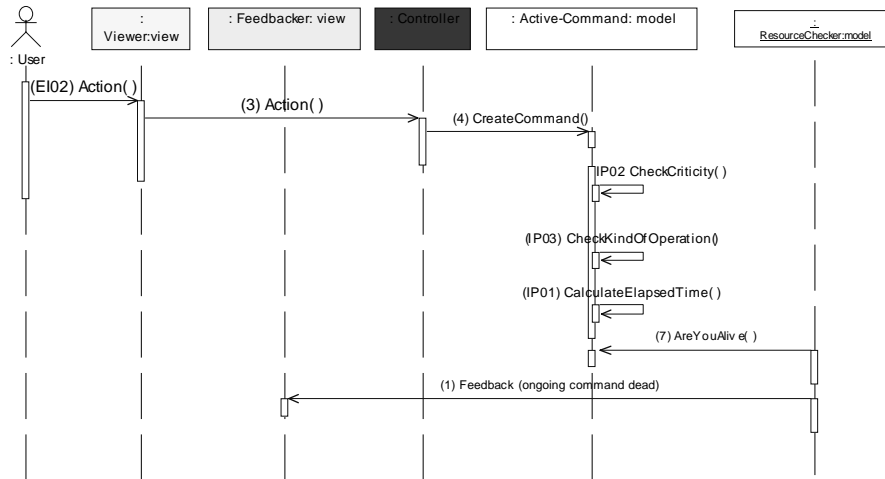 :
Viewer:view
: Feedbacker: view
: Controller
: Active-Command: model
:
ResourceChecker:model
: User
(EI02) Action( )
(3) Action( )
(4) CreateCommand()
IP02 CheckCriticity( )
(IP03) CheckKindOfOperation()
(IP01) CalculateElapsedTime( )
(7) AreYouAlive( )
(1) Feedback (ongoing command dead)